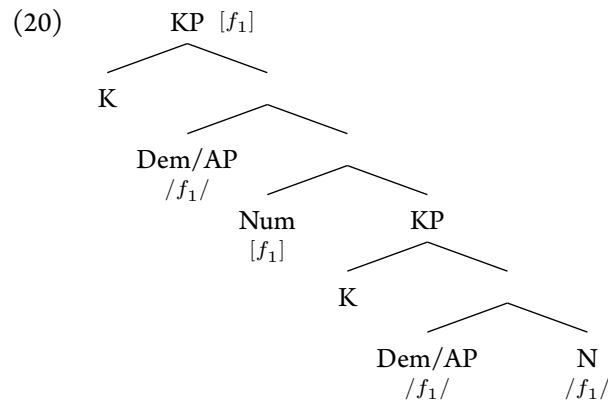 (20) KP [f₁]
K
Dem/AP
/f₁/
Num KP
[f₁]
K
Dem/AP N
/f₁/ /f₁/